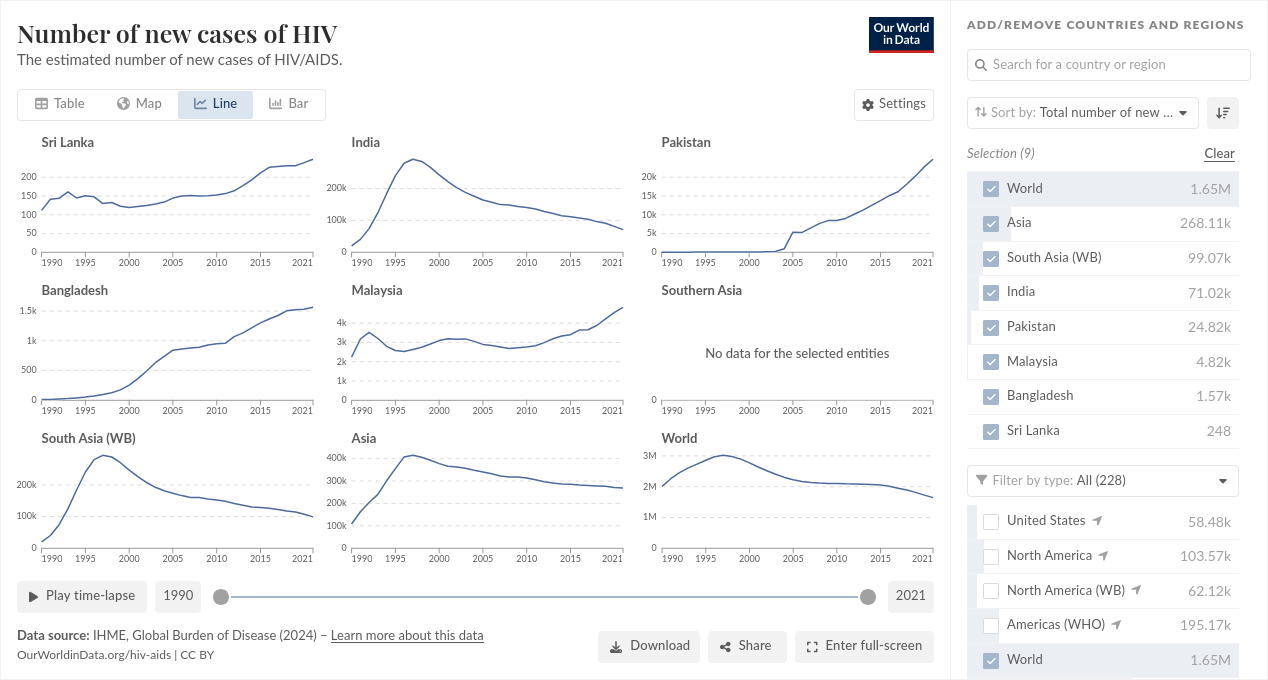 Number of new cases of HIV
The estimated number of new cases of HIV/AIDS.
Our World
in Data
Table
Map
Line
Bar
Settings
Sri Lanka
200
150
100
50
0
1990 1995 2000 2005 2010 2015 2021
India
200k
100k
0
1990 1995 2000 2005 2010 2015 2021
Pakistan
20k
15k
10k
5k
0
1990 1995 2000 2005 2010 2015 2021
Bangladesh
1.5k
1k
500
0
1990 1995 2000 2005 2010 2015 2021
Malaysia
4k
3k
2k
1k
0
1990 1995 2000 2005 2010 2015 2021
Southern Asia
No data for the selected entities
0
1990 1995 2000 2005 2010 2015 2021
South Asia (WB)
200k
100k
0
1990 1995 2000 2005 2010 2015 2021
Asia
400k
300k
200k
100k
0
1990 1995 2000 2005 2010 2015 2021
World
3M
2M
1M
0
1990 1995 2000 2005 2010 2015 2021
Play time-lapse
1990
2021
Data source: IHME, Global Burden of Disease (2024) – Learn more about this data
OurWorldinData.org/hiv-aids | CC BY
Download
Share
Enter full-screen
ADD/REMOVE COUNTRIES AND REGIONS
Search for a country or region
Sort by: Total number of new ...
Selection (9)
Clear
World 1.65M
Asia 268.11k
South Asia (WB) 99.07k
India 71.02k
Pakistan 24.82k
Malaysia 4.82k
Bangladesh 1.57k
Sri Lanka 248
Filter by type: All (228)
United States 58.48k
North America 103.57k
North America (WB) 62.12k
Americas (WHO) 195.17k
World 1.65M